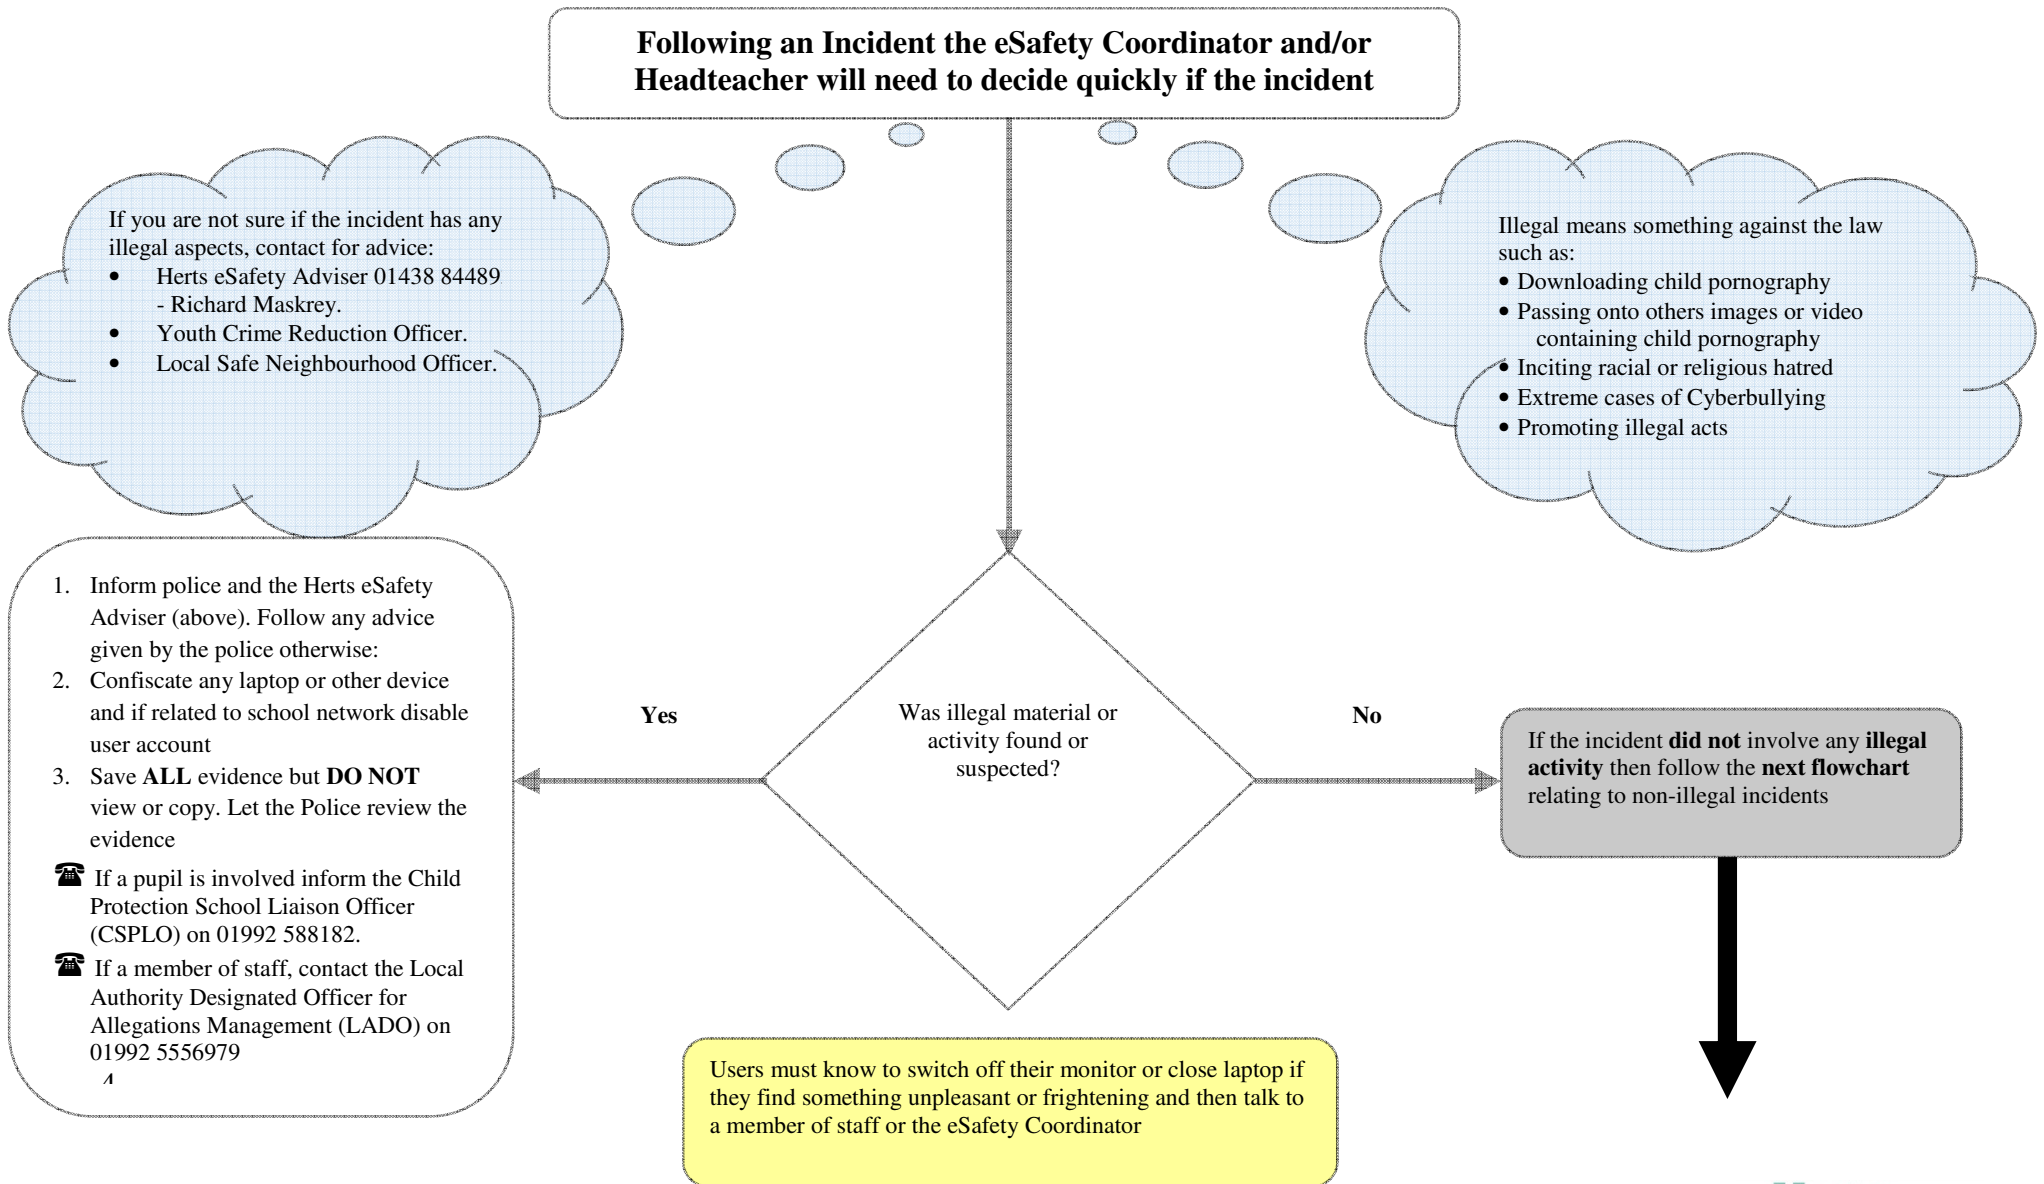 Following an Incident the eSafety Coordinator and/or
Headteacher will need to decide quickly if the incident
If you are not sure if the incident has any
illegal aspects, contact for advice:
• Herts eSafety Adviser 01438 84489
- Richard Maskrey.
• Youth Crime Reduction Officer.
• Local Safe Neighbourhood Officer.
Illegal means something against the law
such as:
• Downloading child pornography
• Passing onto others images or video
containing child pornography
• Inciting racial or religious hatred
• Extreme cases of Cyberbullying
• Promoting illegal acts
1. Inform police and the Herts eSafety
Adviser (above). Follow any advice
given by the police otherwise:
2. Confiscate any laptop or other device
and if related to school network disable
user account
3. Save ALL evidence but DO NOT
view or copy. Let the Police review the
evidence
☎ If a pupil is involved inform the Child
Protection School Liaison Officer
(CSPLO) on 01992 588182.
☎ If a member of staff, contact the Local
Authority Designated Officer for
Allegations Management (LADO) on
01992 5556979
Yes
Was illegal material or
activity found or
suspected?
No
If the incident did not involve any illegal
activity then follow the next flowchart
relating to non-illegal incidents
Users must know to switch off their monitor or close laptop if
they find something unpleasant or frightening and then talk to
a member of staff or the eSafety Coordinator